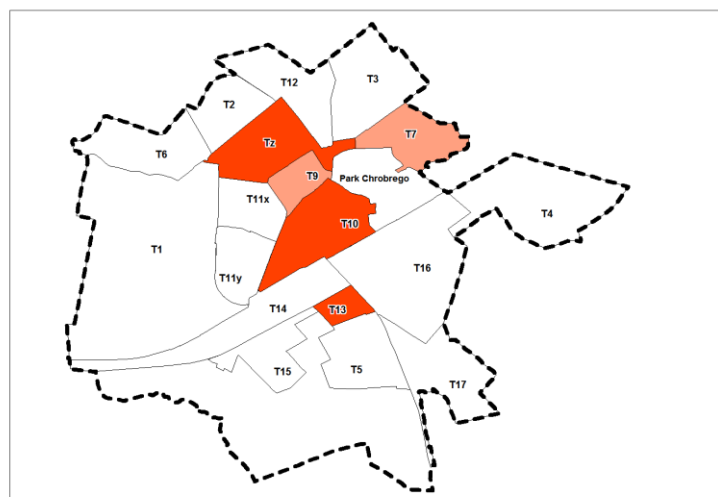 T3
T12
T2
T7
Tz
T6
T9
Park Chrobrego
T11x
T4
T10
T1
T16
T11y
T14
T13
T15
T5
T17